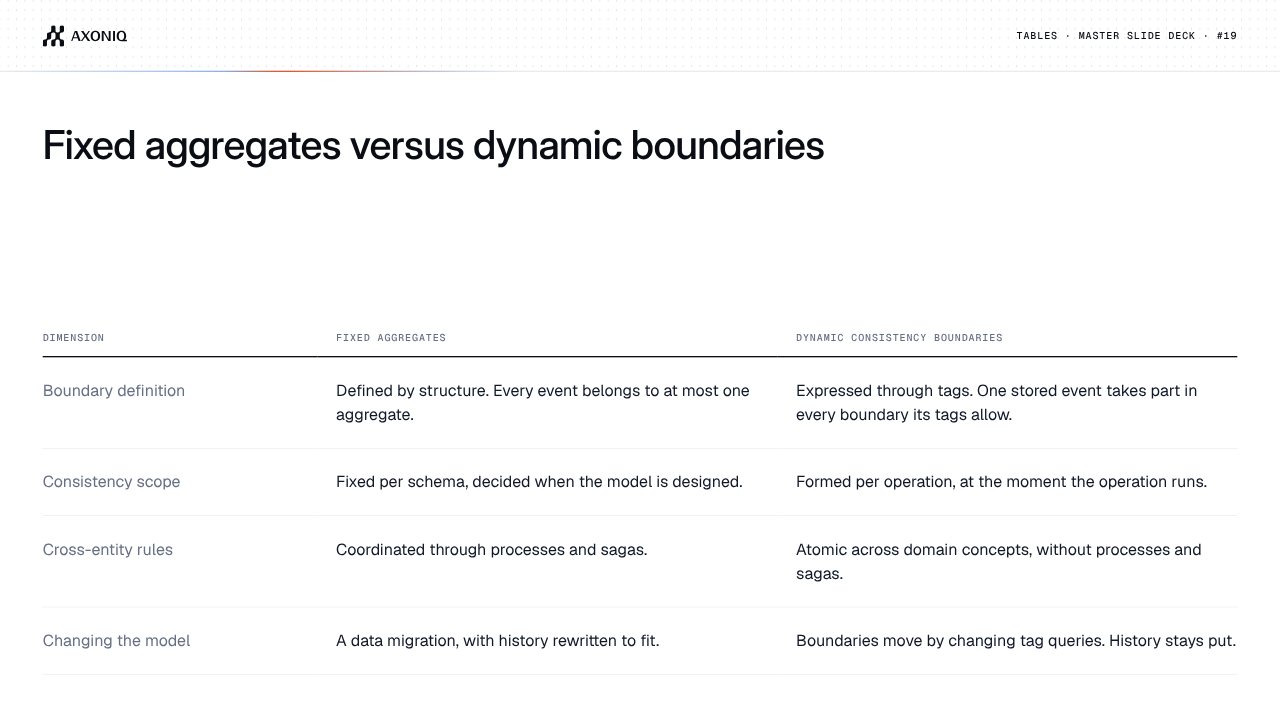 AXONIQ
TABLES · MASTER SLIDE DECK · #19
Fixed aggregates versus dynamic boundaries
DIMENSION
FIXED AGGREGATES
DYNAMIC CONSISTENCY BOUNDARIES
Boundary definition
Defined by structure. Every event belongs to at most one
aggregate.
Expressed through tags. One stored event takes part in
every boundary its tags allow.
Consistency scope
Fixed per schema, decided when the model is designed.
Formed per operation, at the moment the operation runs.
Cross-entity rules
Coordinated through processes and sagas.
Atomic across domain concepts, without processes and
sagas.
Changing the model
A data migration, with history rewritten to fit.
Boundaries move by changing tag queries. History stays put.